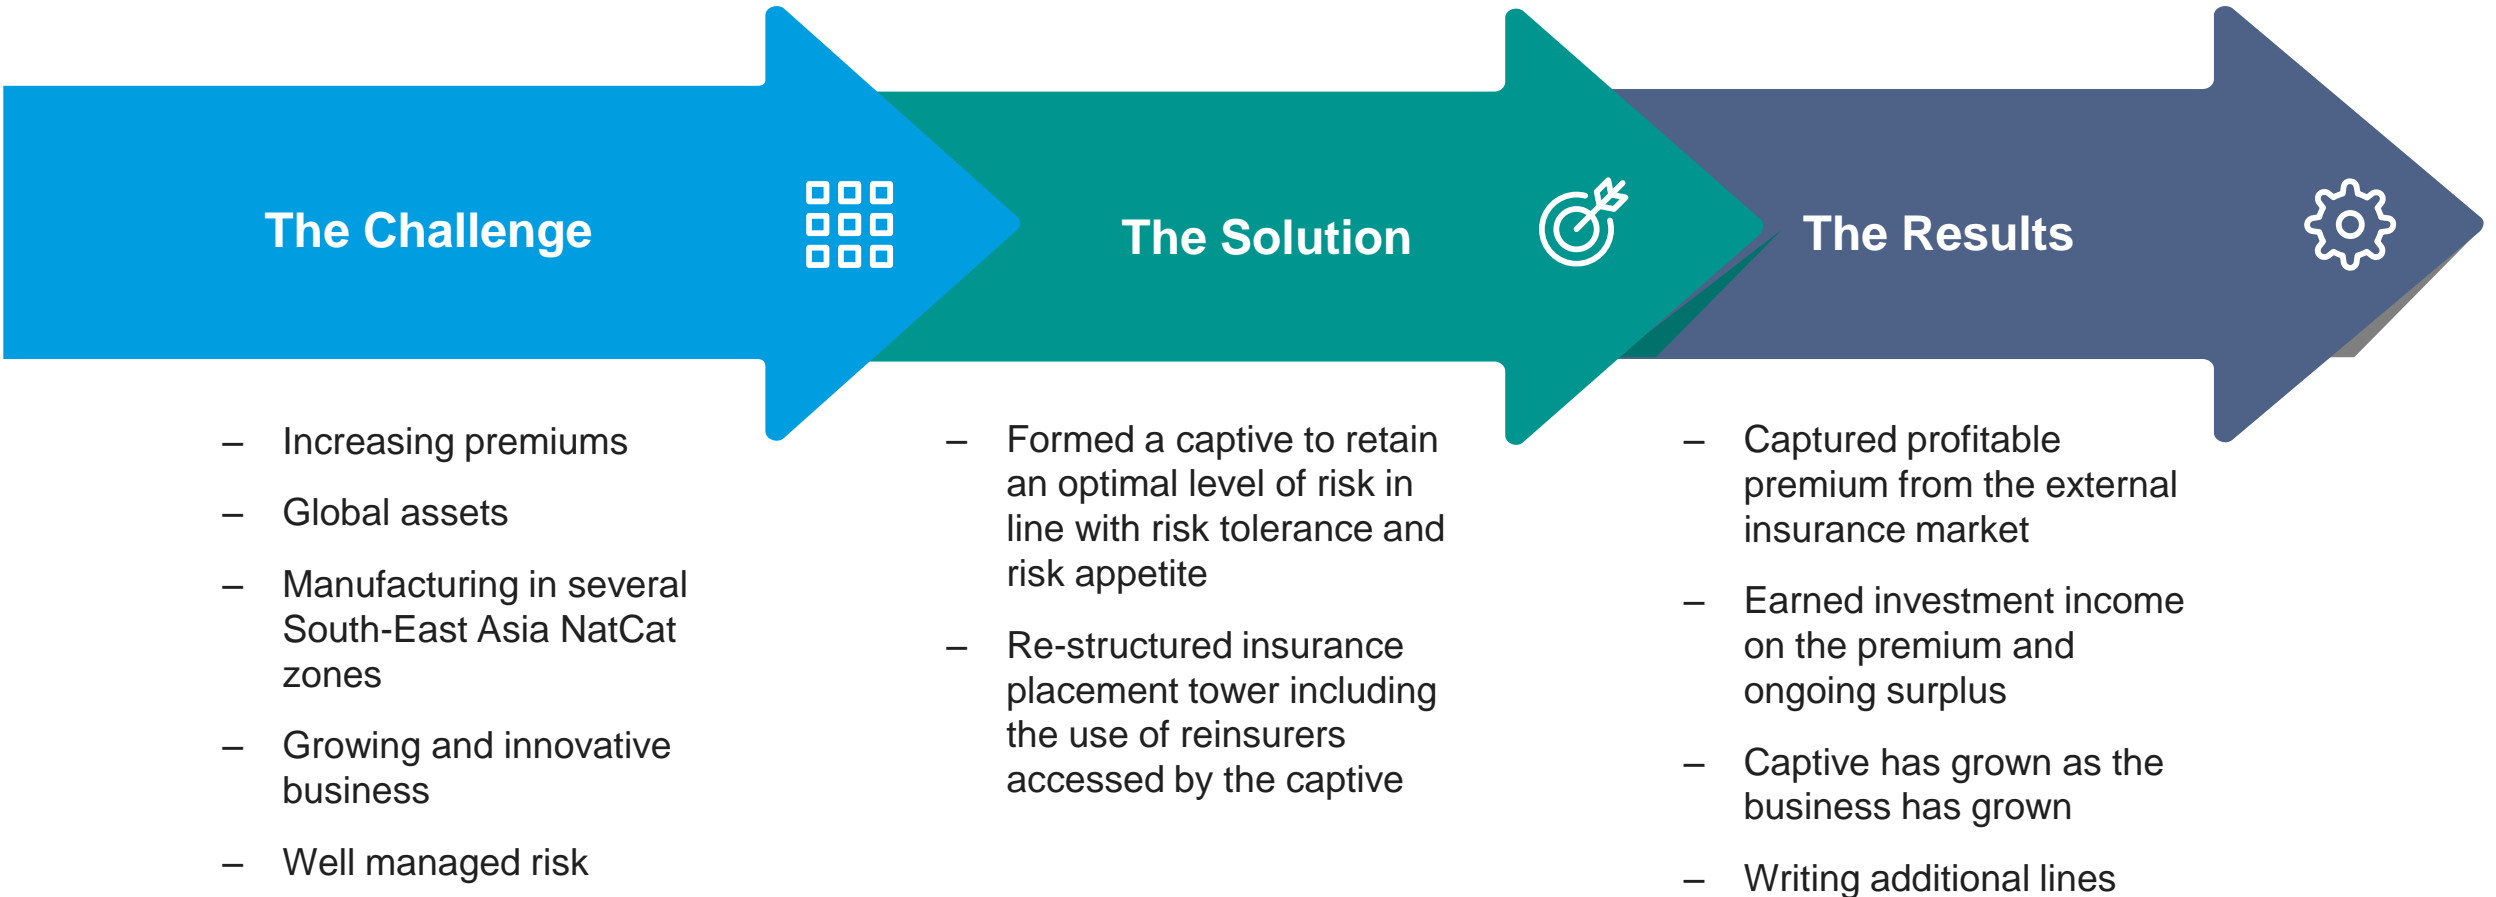 The Challenge
The Solution
The Results
– Increasing premiums
– Global assets
– Manufacturing in several
South-East Asia NatCat
zones
– Growing and innovative
business
– Well managed risk
– Formed a captive to retain
an optimal level of risk in
line with risk tolerance and
risk appetite
– Re-structured insurance
placement tower including
the use of reinsurers
accessed by the captive
– Captured profitable
premium from the external
insurance market
– Earned investment income
on the premium and
ongoing surplus
– Captive has grown as the
business has grown
– Writing additional lines